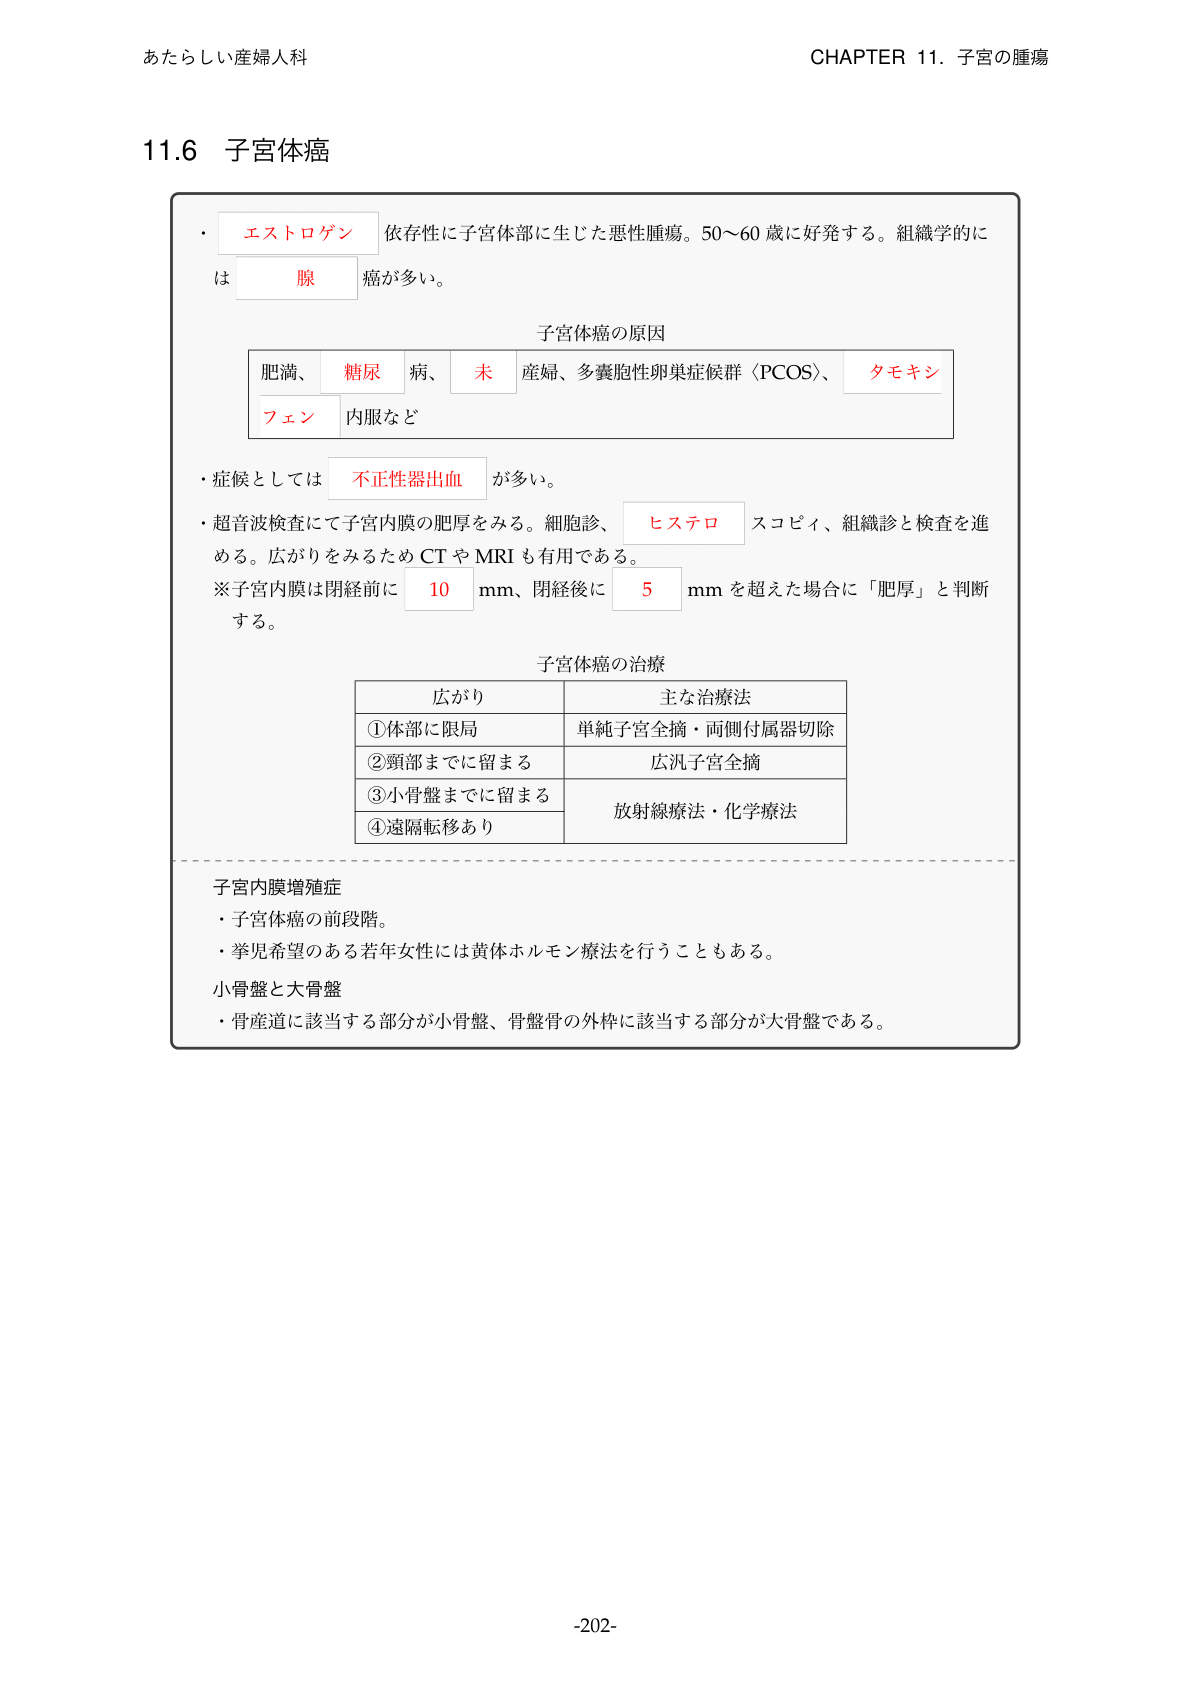 あたらしい産婦人科
CHAPTER 11. 子宮の腫瘍
11.6 子宮体癌
・ エストロゲン 依存性に子宮体部に生じた悪性腫瘍。50〜60 歳に好発する。組織学的に
は 腺 癌が多い。
子宮体癌の原因
肥満、 糖尿 病、 未 産婦、多嚢胞性卵巣症候群〈PCOS〉、 タモキシ
フェン 内服など
・症候としては 不正性器出血 が多い。
・超音波検査にて子宮内膜の肥厚をみる。細胞診、 ヒステロ スコピィ、組織診と検査を進
める。広がりをみるため CT や MRI も有用である。
※子宮内膜は閉経前に 10 mm、閉経後に 5 mm を超えた場合に「肥厚」と判断
する。
子宮体癌の治療
広がり 主な治療法
①体部に限局 単純子宮全摘・両側付属器切除
②頸部までに留まる 広汎子宮全摘
③小骨盤までに留まる
放射線療法・化学療法
④遠隔転移あり
子宮内膜増殖症
・子宮体癌の前段階。
・挙児希望のある若年女性には黄体ホルモン療法を行うこともある。
小骨盤と大骨盤
・骨産道に該当する部分が小骨盤、骨盤骨の外枠に該当する部分が大骨盤である。
-202-